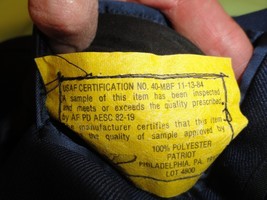 USAF CERTIFICATION NO. 40-MBF 11-13-84
A sample of this item has been inspected
and meets or exceeds the quality prescribed
by AF PD AESC 82-19
manufacturer certifies that this item
the quality of sample approved by
100% POLYESTER
PATRIOT
PHILADELPHIA, PA.
LOT 4800